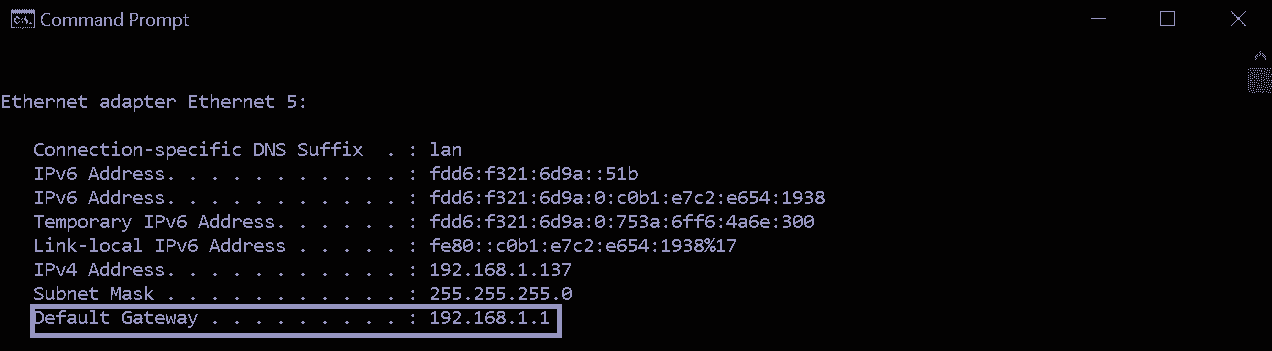 Command Prompt
Ethernet adapter Ethernet 5:
Connection-specific DNS Suffix  . : lan
IPv6 Address. . . . . . . . . . . : fdd6:f321:6d9a::51b
IPv6 Address. . . . . . . . . . . : fdd6:f321:6d9a:0:c0b1:e7c2:e654:1938
Temporary IPv6 Address. . . . . . : fdd6:f321:6d9a:0:753a:6ff6:4a6e:300
Link-local IPv6 Address . . . . . : fe80::c0b1:e7c2:e654:1938%17
IPv4 Address. . . . . . . . . . . : 192.168.1.137
Subnet Mask . . . . . . . . . . . : 255.255.255.0
Default Gateway . . . . . . . . . : 192.168.1.1